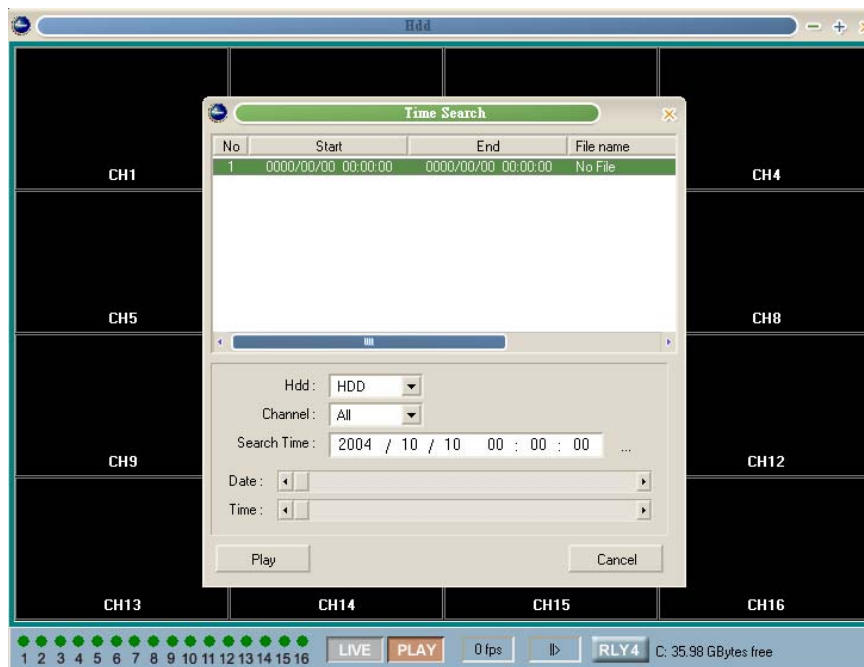 Hdd
Time Search
No Start End File name
1 0000/00/00 00:00:00 0000/00/00 00:00:00 No File
CH1 CH4
CH5 CH8
Hdd : HDD
Channel : All
Search Time : 2004 / 10 / 10 00 : 00 : 00 ...
CH9 CH12
Date :
Time :
Play Cancel
CH13 CH14 CH15 CH16
1 2 3 4 5 6 7 8 9 10 11 12 13 14 15 16 LIVE PLAY 0 fps RLY4 C: 35.98 GBytes free